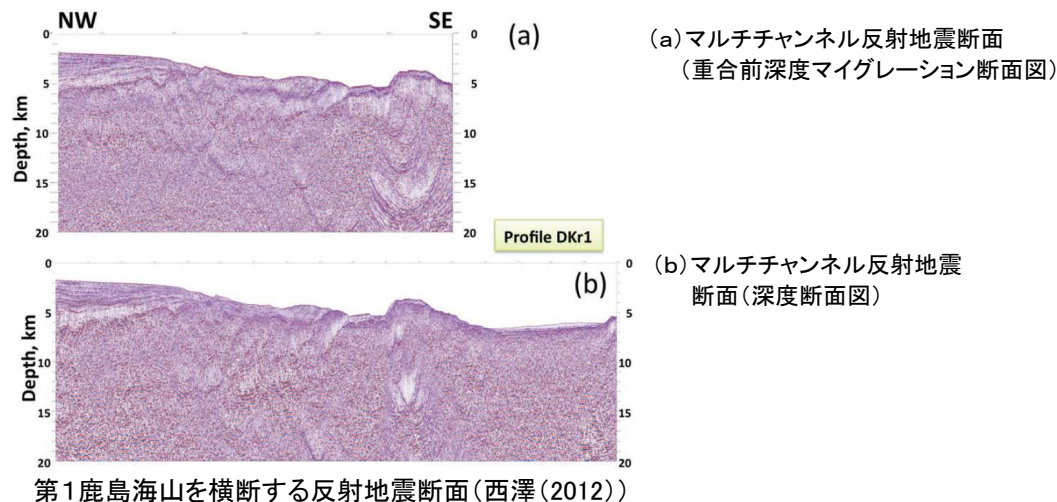 NW
SE
(a)
(a)マルチチャンネル反射地震断面
(重合前深度マイグレーション断面図)
0
5
10
15
20
Depth, km
0
5
10
15
20
Profile DKr1
(b)
(b)マルチチャンネル反射地震
断面(深度断面図)
0
5
10
15
20
Depth, km
0
5
10
15
20
第1鹿島海山を横断する反射地震断面(西澤(2012))